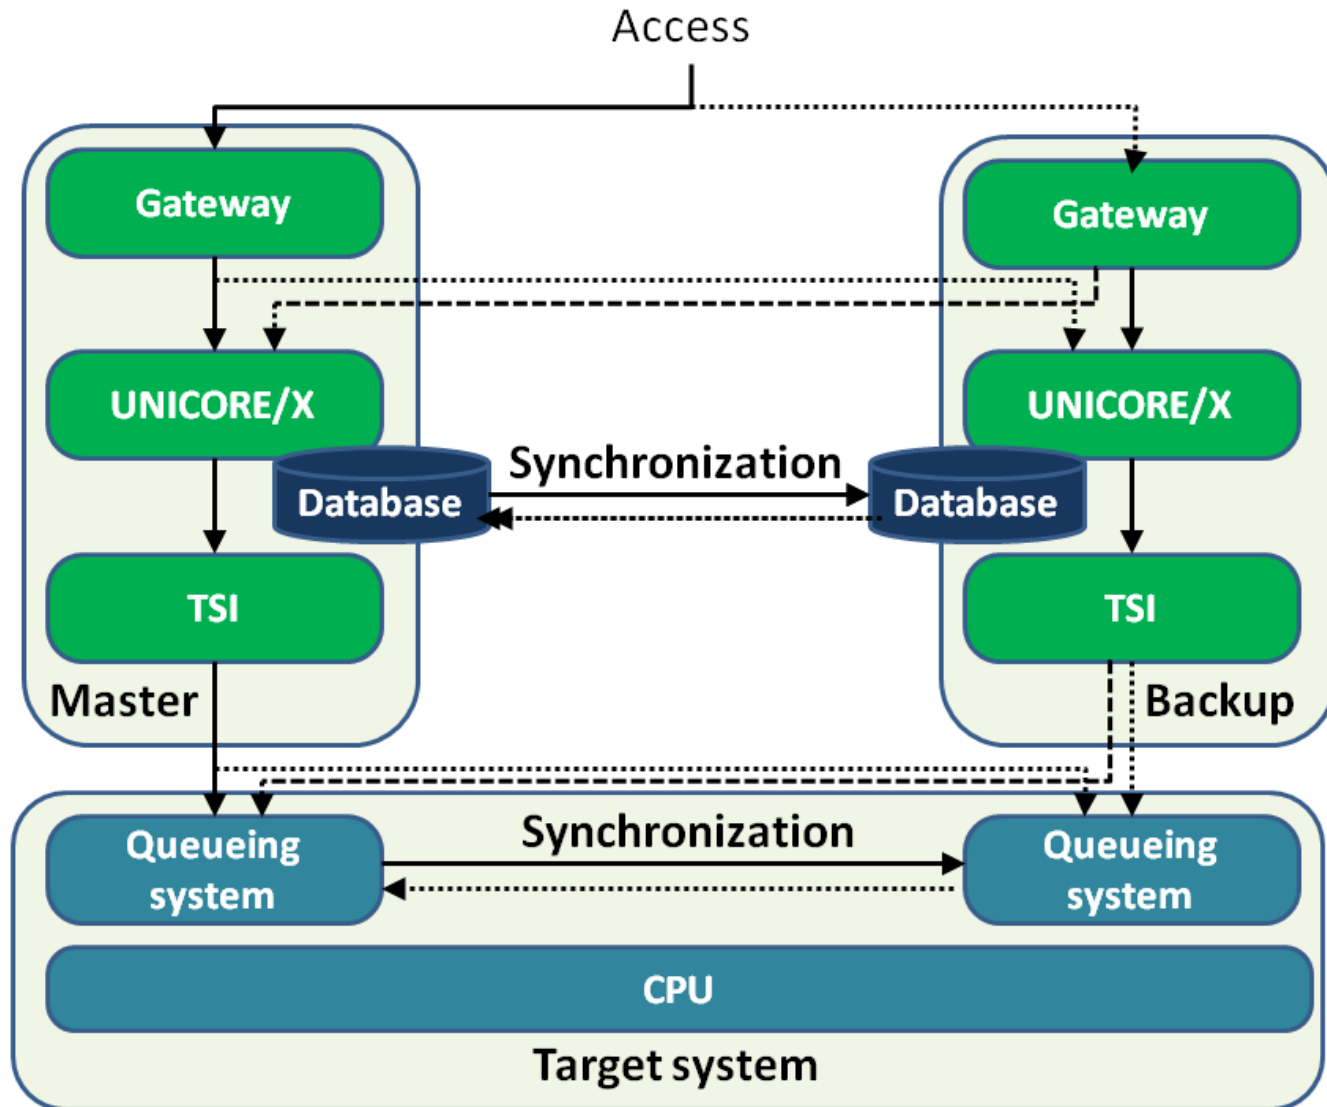 Access
Gateway
Gateway
UNICORE/X
UNICORE/X
Synchronization
Database
Database
TSI
TSI
Master
Backup
Queueing
system
Synchronization
Queueing
system
CPU
Target system